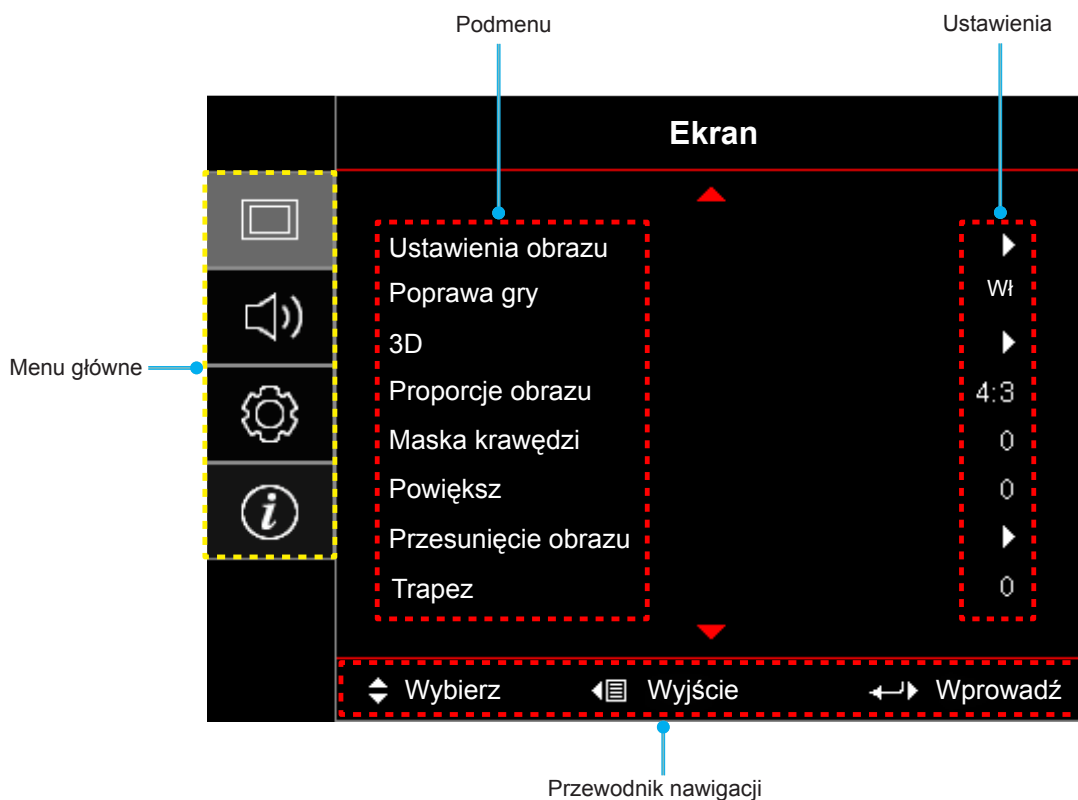 Podmenu Ustawienia
Ekran
Ustawienia obrazu
Poprawa gry Wł
3D
Proporcje obrazu 4:3
Menu główne
Maska krawędzi 0
Powiększ 0
Przesunięcie obrazu
Trapez 0
Wybierz Wyjście Wprowadź
Przewodnik nawigacji